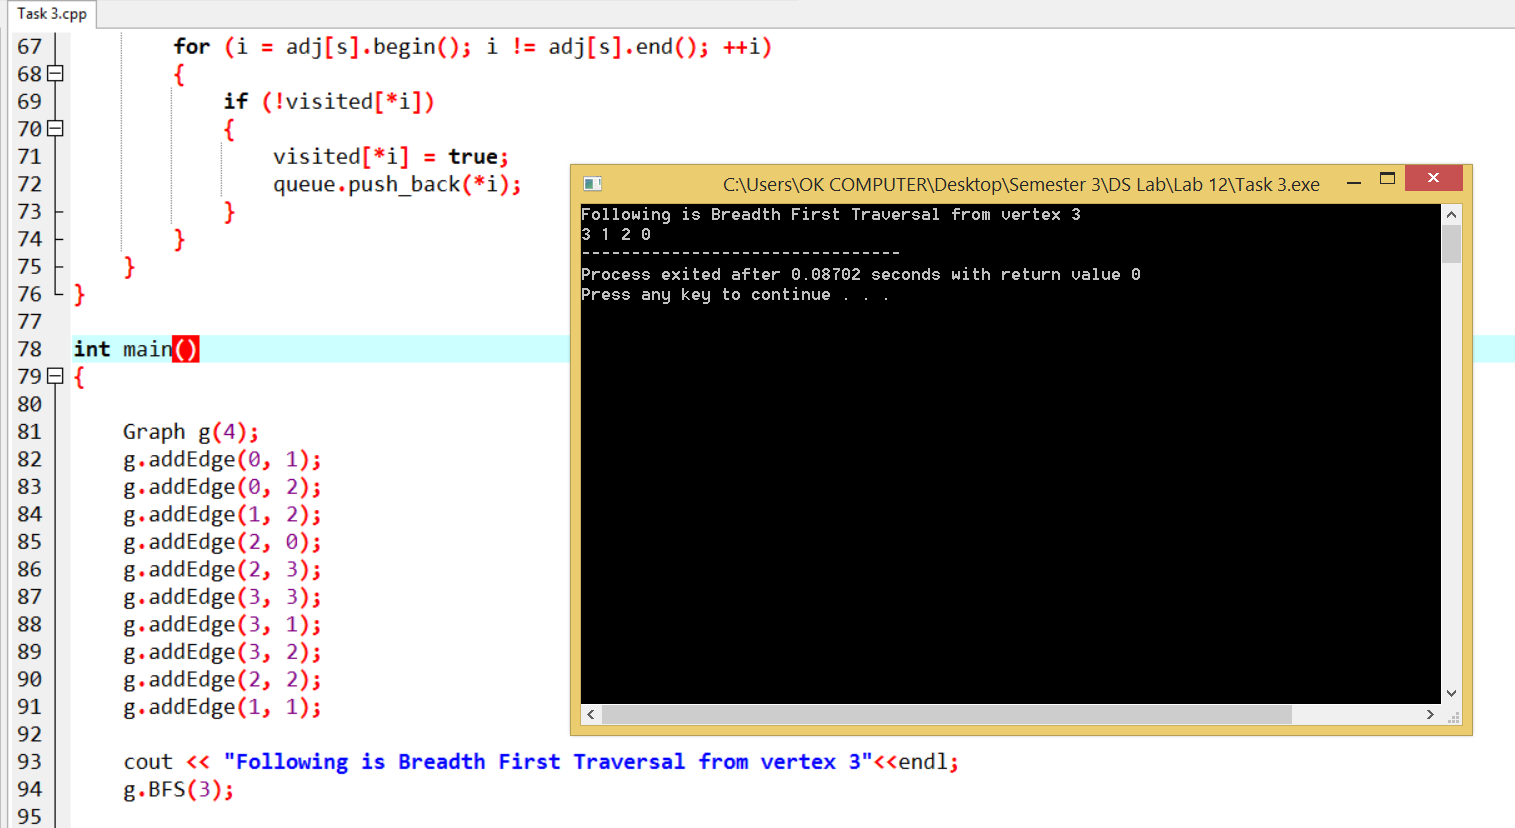 Task 3.cpp
67 for (i = adj[s].begin(); i != adj[s].end(); ++i)
68 {
69 if (!visited[*i])
70 {
71 visited[*i] = true;
72 queue.push_back(*i);
73 }
74 }
75 }
76 }
77
78 int main()
79 {
80
81 Graph g(4);
82 g.addEdge(0, 1);
83 g.addEdge(0, 2);
84 g.addEdge(1, 2);
85 g.addEdge(2, 0);
86 g.addEdge(2, 3);
87 g.addEdge(3, 3);
88 g.addEdge(3, 1);
89 g.addEdge(3, 2);
90 g.addEdge(2, 2);
91 g.addEdge(1, 1);
92
93 cout << "Following is Breadth First Traversal from vertex 3"<<endl;
94 g.BFS(3);
95
C:\Users\OK COMPUTER\Desktop\Semester 3\DS Lab\Lab 12\Task 3.exe
Following is Breadth First Traversal from vertex 3
3 1 2 0
--------------------------------
Process exited after 0.08702 seconds with return value 0
Press any key to continue . . .